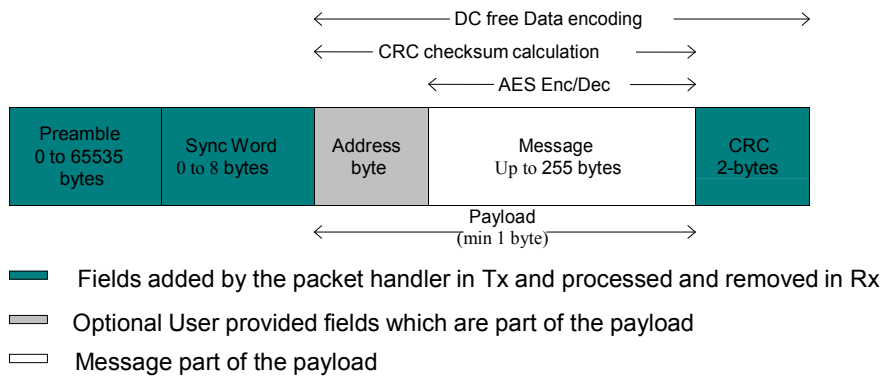 DC free Data encoding
CRC checksum calculation
AES Enc/Dec
Preamble
0 to 65535
bytes
Sync Word
0 to 8 bytes
Address
byte
Message
Up to 255 bytes
CRC
2-bytes
Payload
(min 1 byte)
Fields added by the packet handler in Tx and processed and removed in Rx
Optional User provided fields which are part of the payload
Message part of the payload